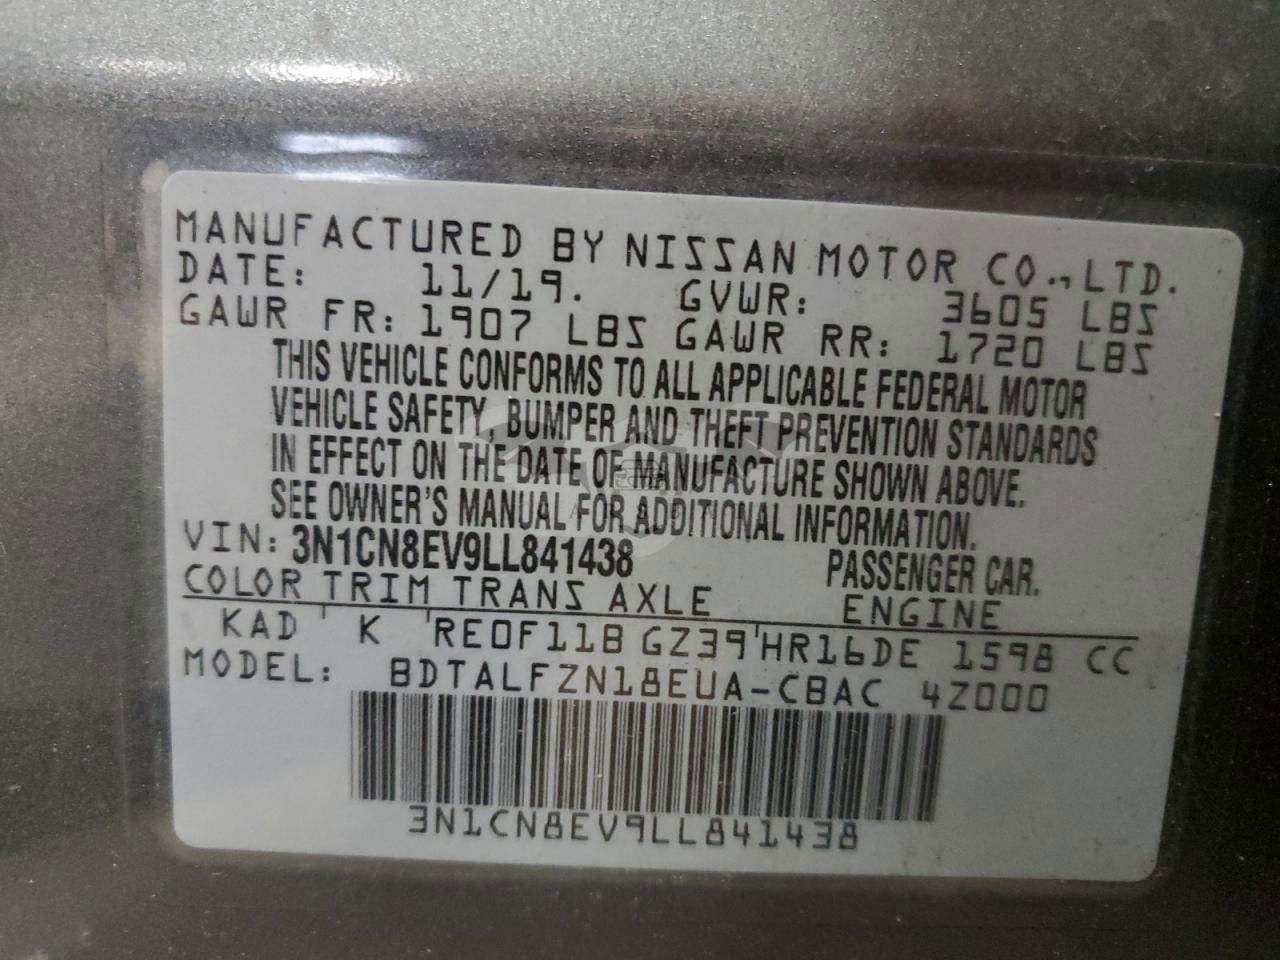 MANUFACTURED BY NISSAN MOTOR CO., LTD.
DATE: 11/19. GVWR: 3605 LBS
GAWR FR: 1907 LBS GAWR RR: 1720 LBS
THIS VEHICLE CONFORMS TO ALL APPLICABLE FEDERAL MOTOR
VEHICLE SAFETY, BUMPER AND THEFT PREVENTION STANDARDS
IN EFFECT ON THE DATE OF MANUFACTURE SHOWN ABOVE.
SEE OWNER'S MANUAL FOR ADDITIONAL INFORMATION.
VIN: 3N1CN8EV9LL841438 PASSENGER CAR.
COLOR TRIM TRANS AXLE ENGINE
KAD K RE0F11B GZ39 HR16DE 1598 CC
MODEL: BDTALFZN18EUA-CBAC 4Z000
3N1CN8EV9LL841438